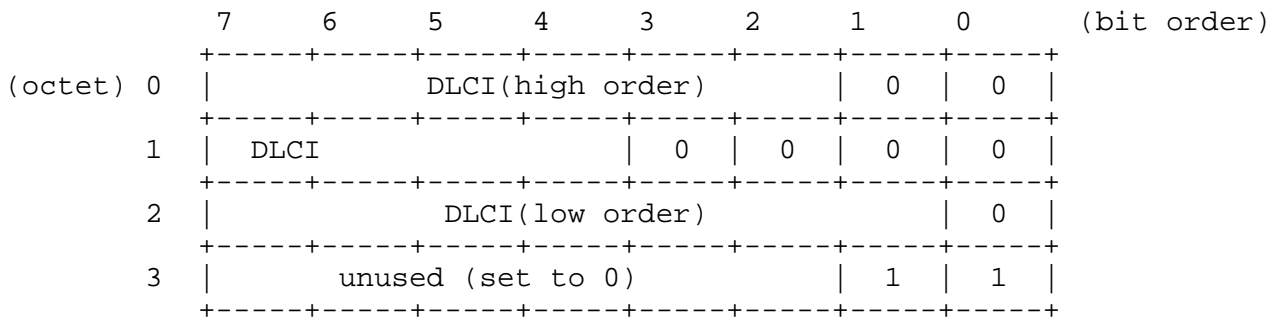 7 6 5 4 3 2 1 0 (bit order)
+-----+-----+-----+-----+-----+-----+-----+-----+
(octet) 0 | DLCI(high order) | 0 | 0 |
+-----+-----+-----+-----+-----+-----+-----+-----+
1 | DLCI | 0 | 0 | 0 | 0 |
+-----+-----+-----+-----+-----+-----+-----+-----+
2 | DLCI(low order) | 0 |
+-----+-----+-----+-----+-----+-----+-----+-----+
3 | unused (set to 0) | 1 | 1 |
+-----+-----+-----+-----+-----+-----+-----+-----+